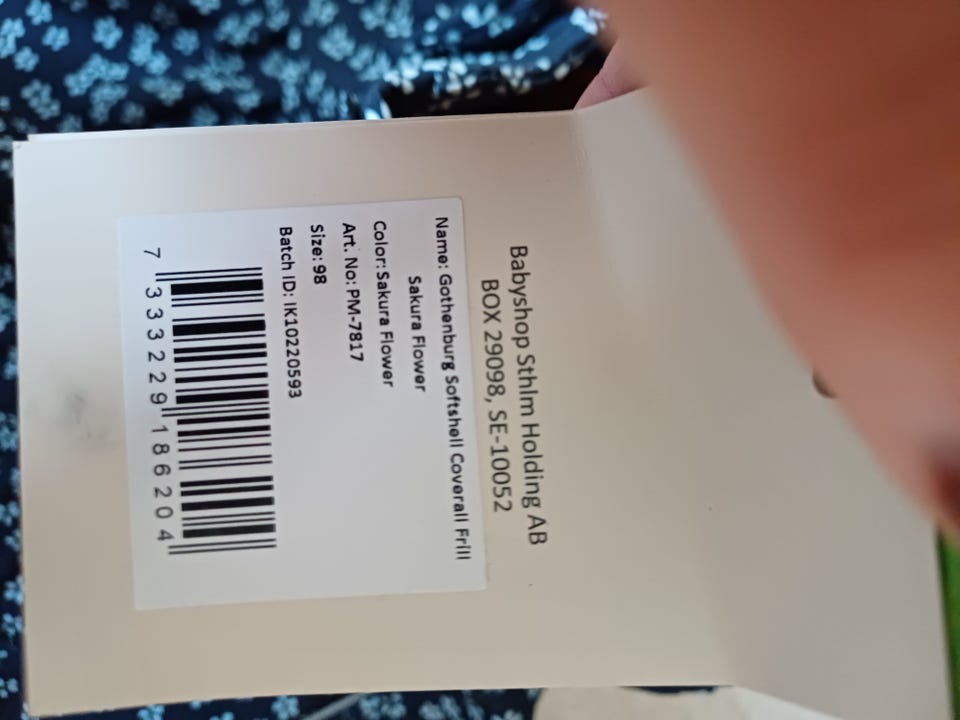 Babyshop Sthlm Holding AB
BOX 29098, SE-10052
Name: Gothenburg Softshell Coverall Frill
Sakura Flower
Color: Sakura Flower
Art. No: PM-7817
Size: 98
Batch ID: IK10220593
7 333229 186204